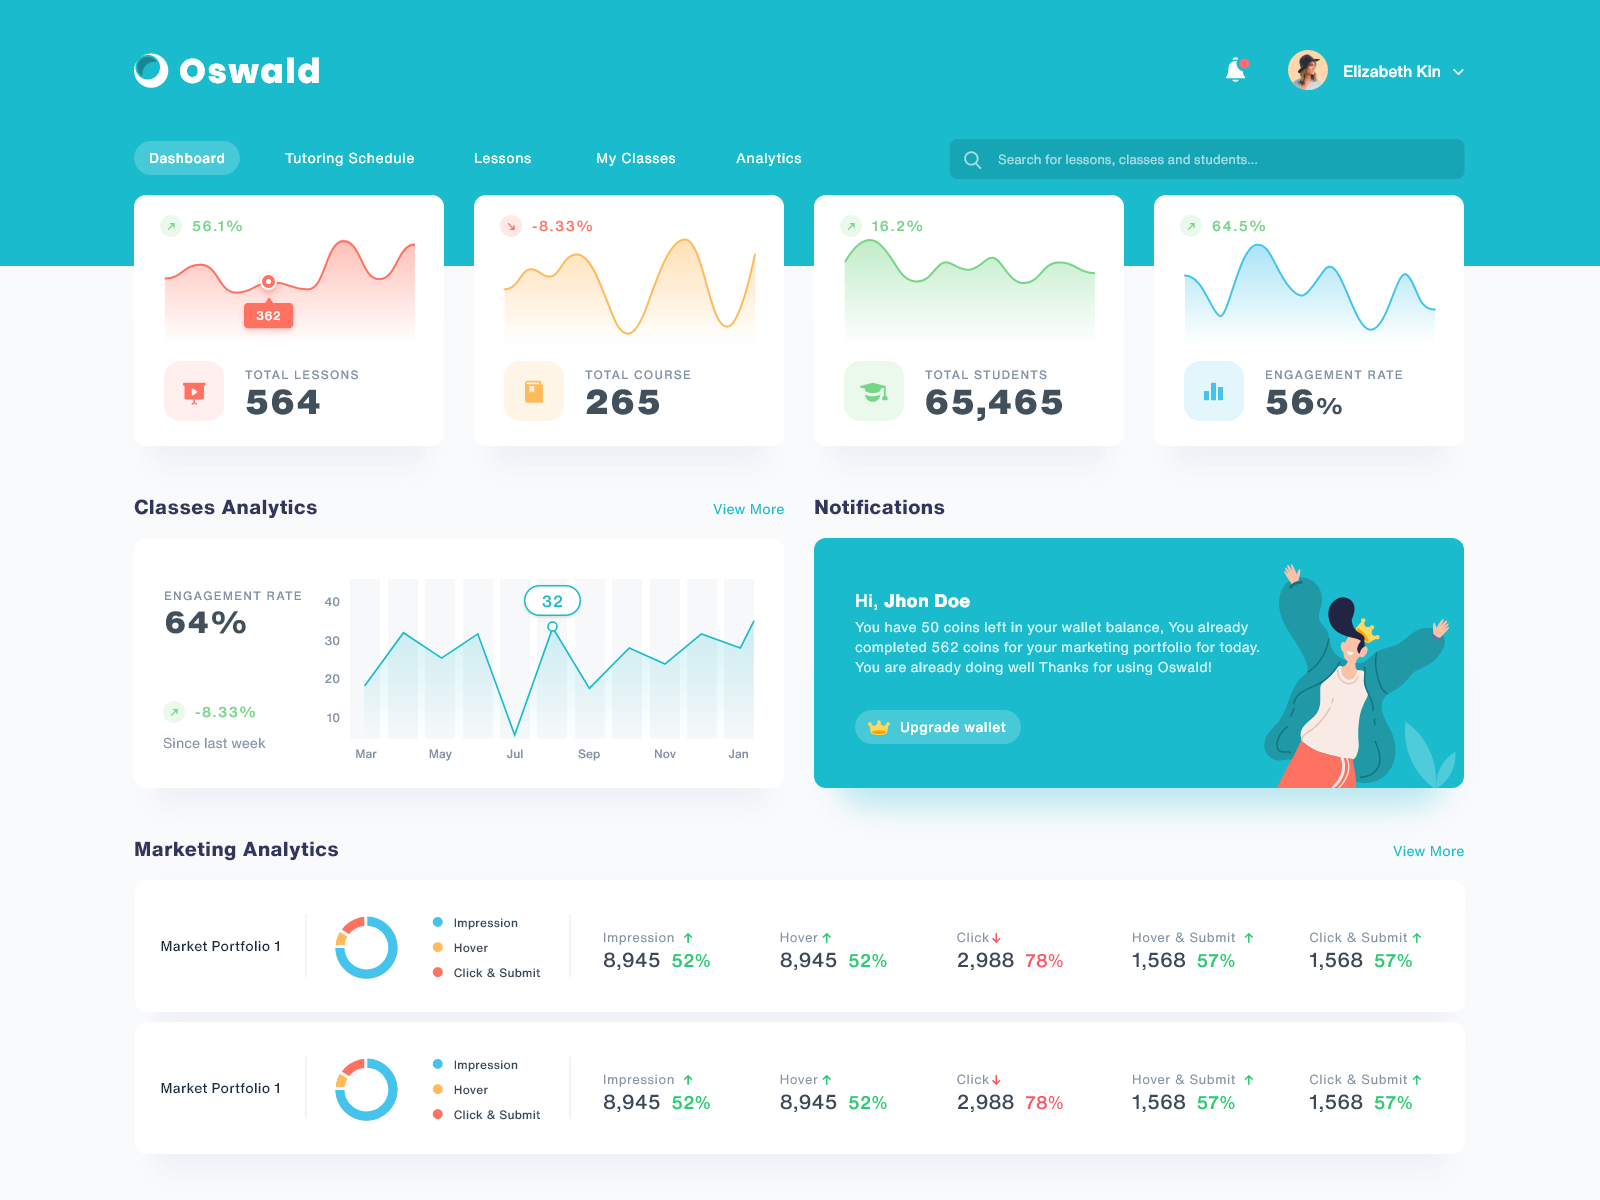 Oswald
Elizabeth Kin
Dashboard
Tutoring Schedule
Lessons
My Classes
Analytics
Search for lessons, classes and students...
56.1%
362
TOTAL LESSONS
564
-8.33%
TOTAL COURSE
265
16.2%
TOTAL STUDENTS
65,465
64.5%
ENGAGEMENT RATE
56%
Classes Analytics
View More
ENGAGEMENT RATE
64%
-8.33%
Since last week
40
30
20
10
32
Mar
May
Jul
Sep
Nov
Jan
Notifications
Hi, Jhon Doe
You have 50 coins left in your wallet balance, You already
completed 562 coins for your marketing portfolio for today.
You are already doing well Thanks for using Oswald!
Upgrade wallet
Marketing Analytics
View More
Market Portfolio 1
Impression
Hover
Click & Submit
Impression
8,945 52%
Hover
8,945 52%
Click
2,988 78%
Hover & Submit
1,568 57%
Click & Submit
1,568 57%
Market Portfolio 1
Impression
Hover
Click & Submit
Impression
8,945 52%
Hover
8,945 52%
Click
2,988 78%
Hover & Submit
1,568 57%
Click & Submit
1,568 57%